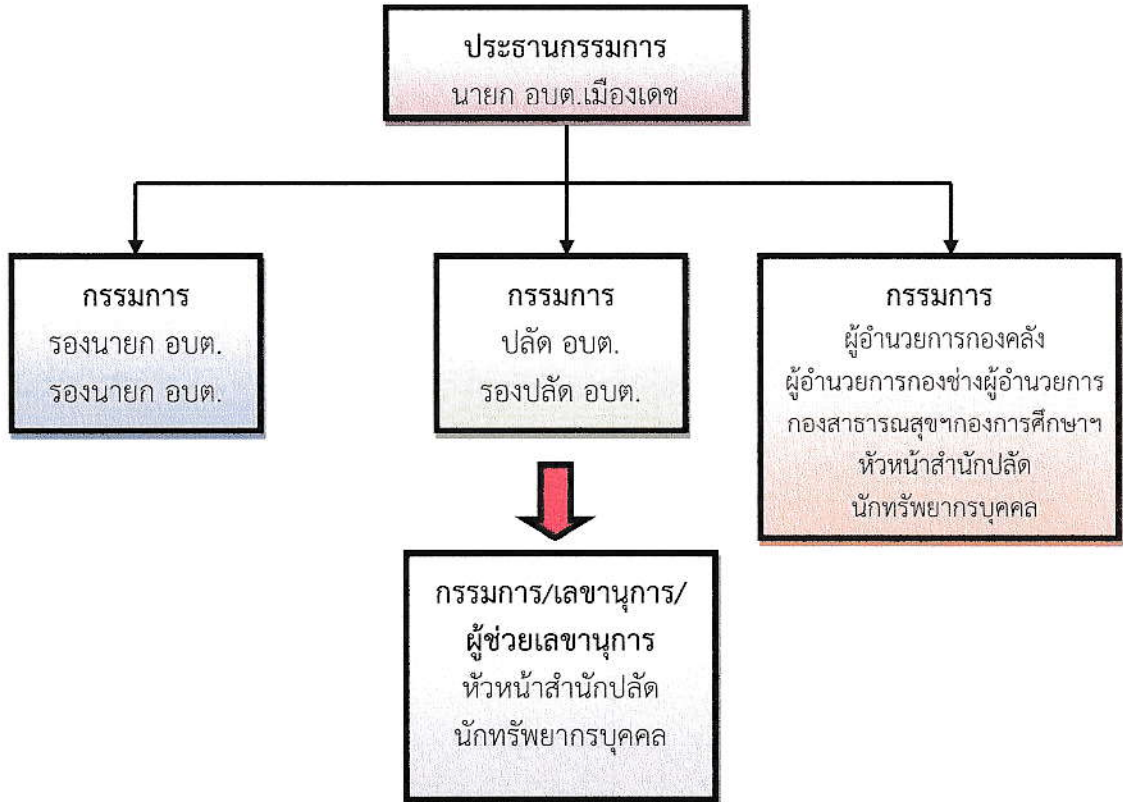 ประธานกรรมการ
นายก อบต.เมืองเดช
กรรมการ
รองนายก อบต.
รองนายก อบต.
กรรมการ
ปลัด อบต.
รองปลัด อบต.
กรรมการ
ผู้อำนวยการกองคลัง
ผู้อำนวยการกองช่างผู้อำนวยการ
กองสาธารณสุขฯกองการศึกษาฯ
หัวหน้าสำนักปลัด
นักทรัพยากรบุคคล
กรรมการ/เลขานุการ/
ผู้ช่วยเลขานุการ
หัวหน้าสำนักปลัด
นักทรัพยากรบุคคล